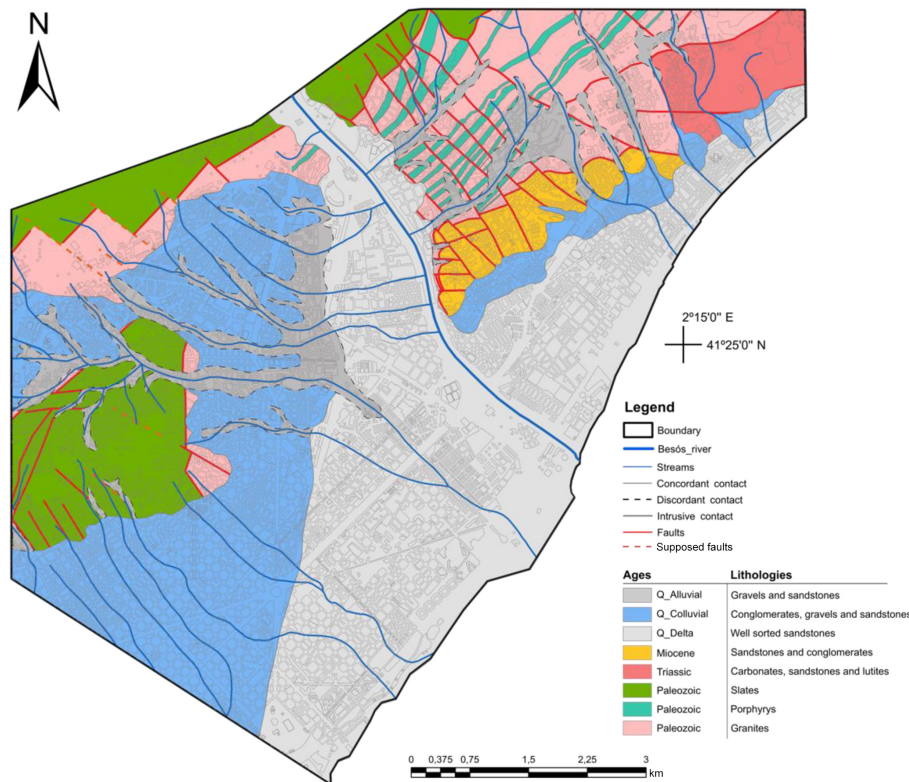 N
2º15'0" E
41º25'0" N
Legend
Boundary
Besós_river
Streams
Concordant contact
Discordant contact
Intrusive contact
Faults
Supposed faults
Ages Lithologies
Q_Alluvial Gravels and sandstones
Q_Colluvial Conglomerates, gravels and sandstones
Q_Delta Well sorted sandstones
Miocene Sandstones and conglomerates
Triassic Carbonates, sandstones and lutites
Paleozoic Slates
Paleozoic Porphyrys
Paleozoic Granites
0 0,375 0,75 1,5 2,25 3
km